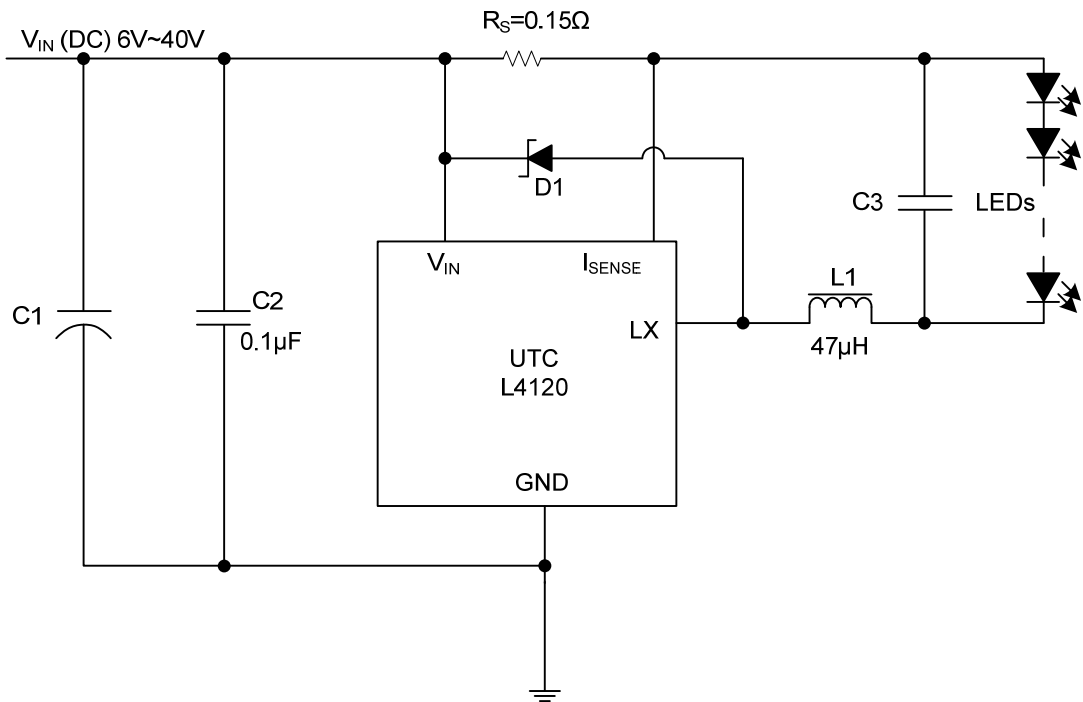 R_S=0.15Ω
V_IN (DC) 6V~40V
D1
C3
LEDs
V_IN
I_SENSE
L1
C1
C2
0.1µF
LX
47µH
UTC
L4120
GND